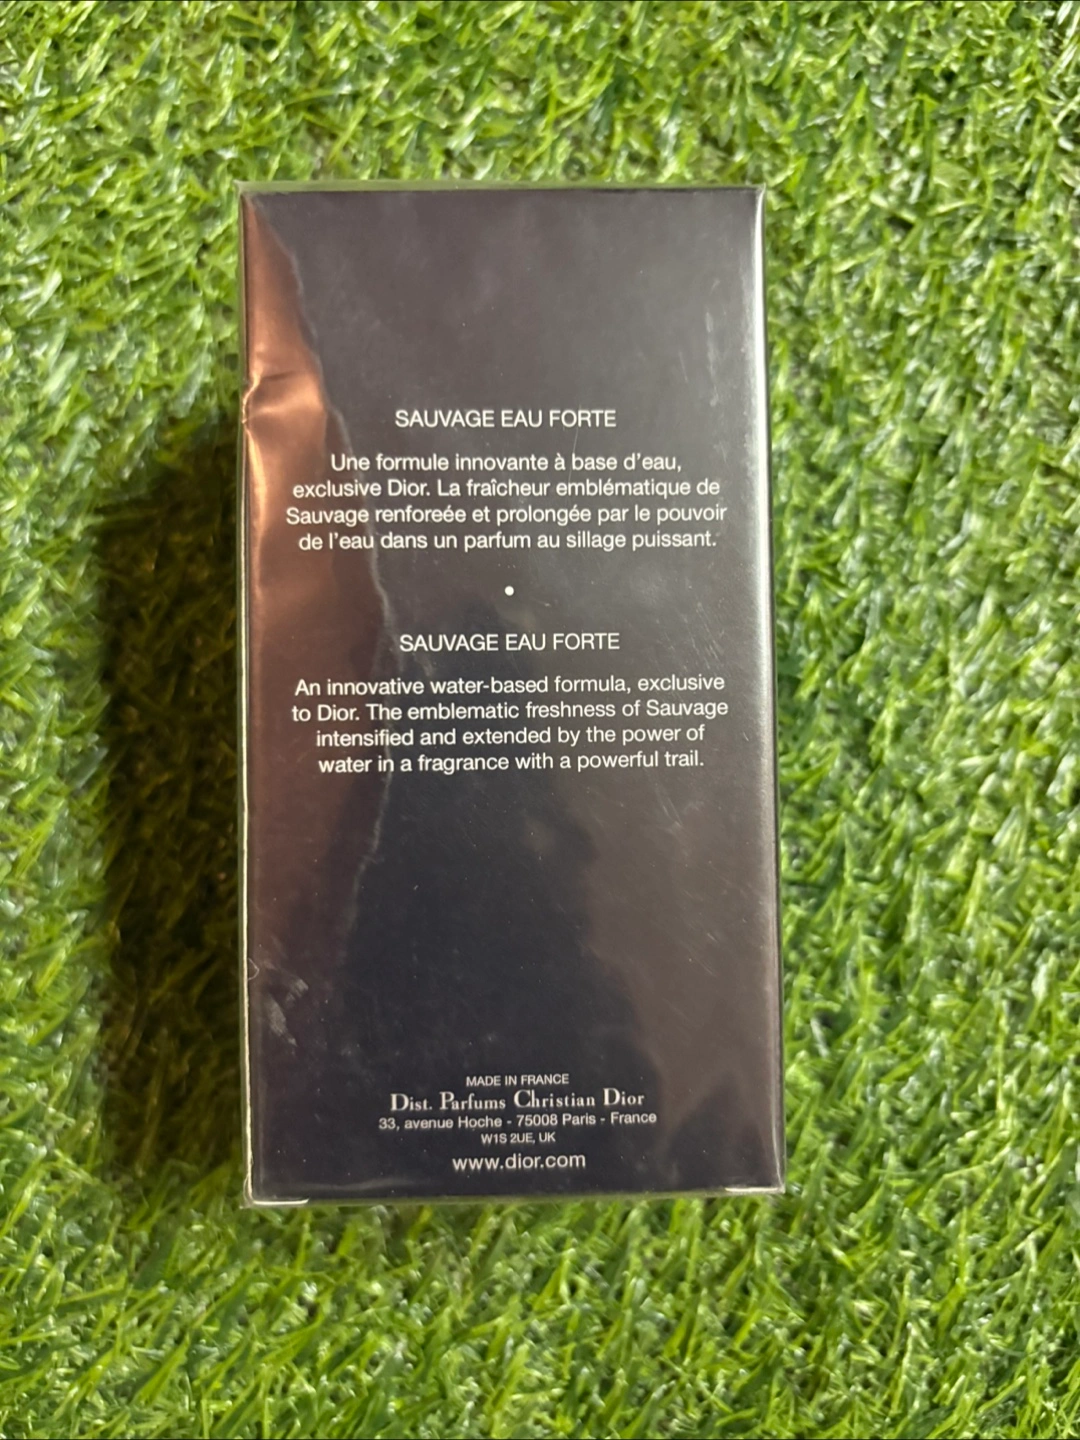 SAUVAGE EAU FORTE
Une formule innovante à base d'eau,
exclusive Dior. La fraîcheur emblématique de
Sauvage renforeée et prolongée par le pouvoir
de l'eau dans un parfum au sillage puissant.
•
SAUVAGE EAU FORTE
An innovative water-based formula, exclusive
to Dior. The emblematic freshness of Sauvage
intensified and extended by the power of
water in a fragrance with a powerful trail.
MADE IN FRANCE
Dist. Parfums Christian Dior
33, avenue Hoche - 75008 Paris - France
W1S 2UE, UK
www.dior.com